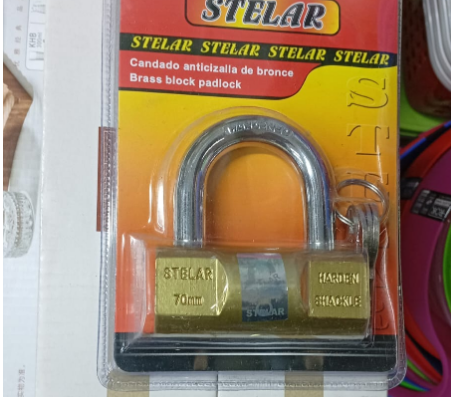 STELAR
STELAR STELAR STELAR STELAR
Candado anticizalla de bronce
Brass block padlock
STELAR
70mm
STELAR
HARDEN
SHACKLE